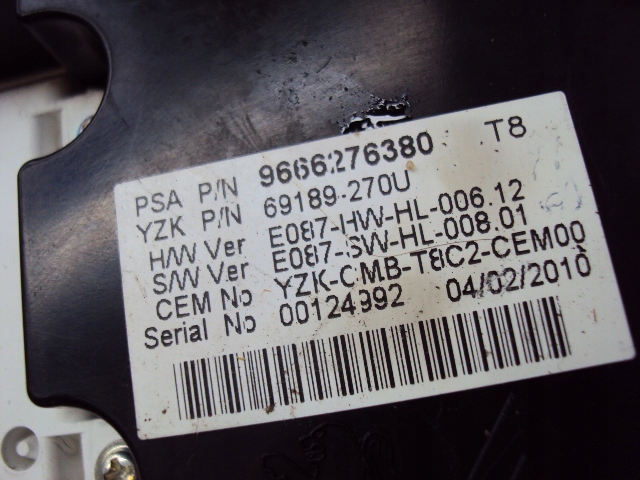 PSA P/N 9666276380 T8
YZK P/N 69189-270U
H/W Ver E087-HW-HL-006.12
S/W Ver E087-SW-HL-008.01
CEM No YZK-CMB-T8C2-CEM00
Serial No 00124992 04/02/2010